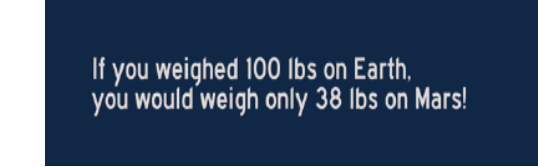 If you weighed 100 lbs on Earth,
you would weigh only 38 lbs on Mars!